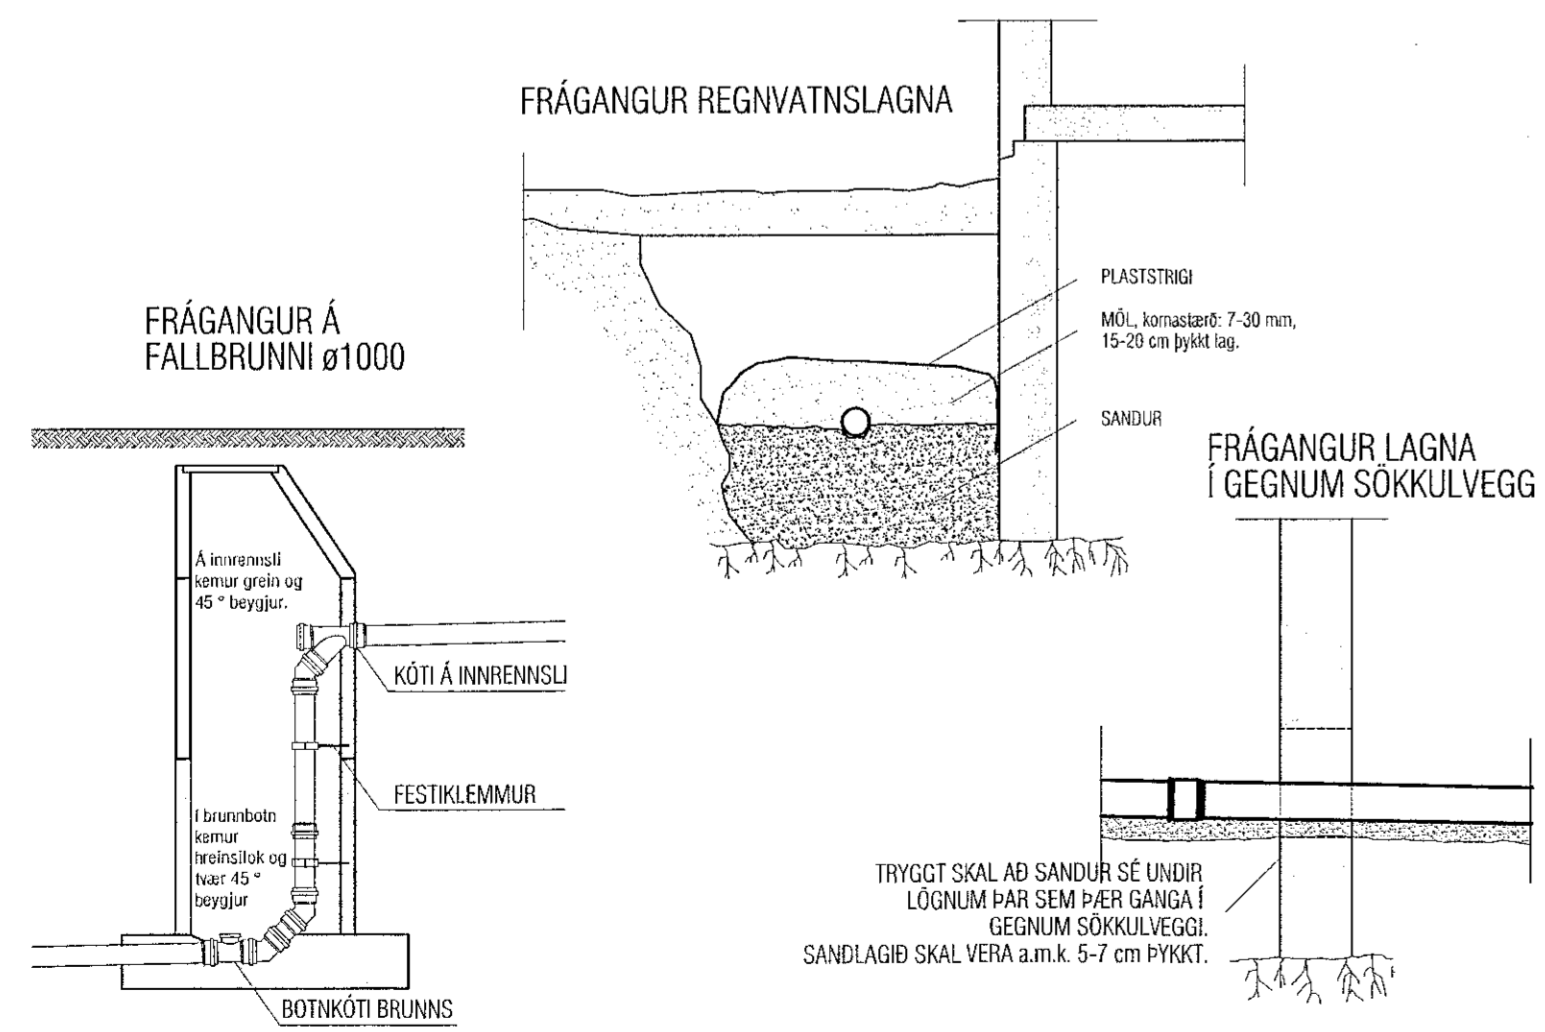 FRÁGANGUR REGNVATNSLAGNA
PLASTSTRIGI
MÖL, kornastærð: 7-30 mm,
15-20 cm þykkt lag.
SANDUR
FRÁGANGUR Á
FALLBRUNNI ø1000
Á innrennsli
kemur grein og
45 ° beygjur.
KÓTI Á INNRENNSLI
FESTIKLEMMUR
Í brunnbotn
kemur
hreinsilok og
tvær 45 °
beygjur
BOTNKÓTI BRUNNS
FRÁGANGUR LAGNA
Í GEGNUM SÖKKULVEGG
TRYGGT SKAL AÐ SANDUR SÉ UNDIR
LÖGNUM ÞAR SEM ÞÆR GANGA Í
GEGNUM SÖKKULVEGGI.
SANDLAGIÐ SKAL VERA a.m.k. 5-7 cm ÞYKKT.